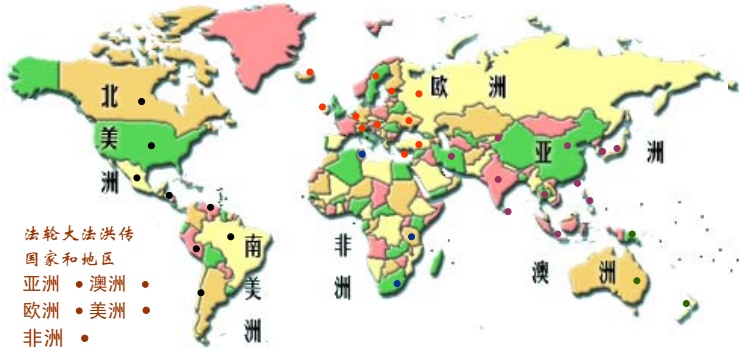 北
美
洲
欧 洲
亚 洲
非
洲
南
美
洲
澳 洲
法轮大法洪传
国家和地区
亚洲 • 澳洲 •
欧洲 • 美洲 •
非洲 •